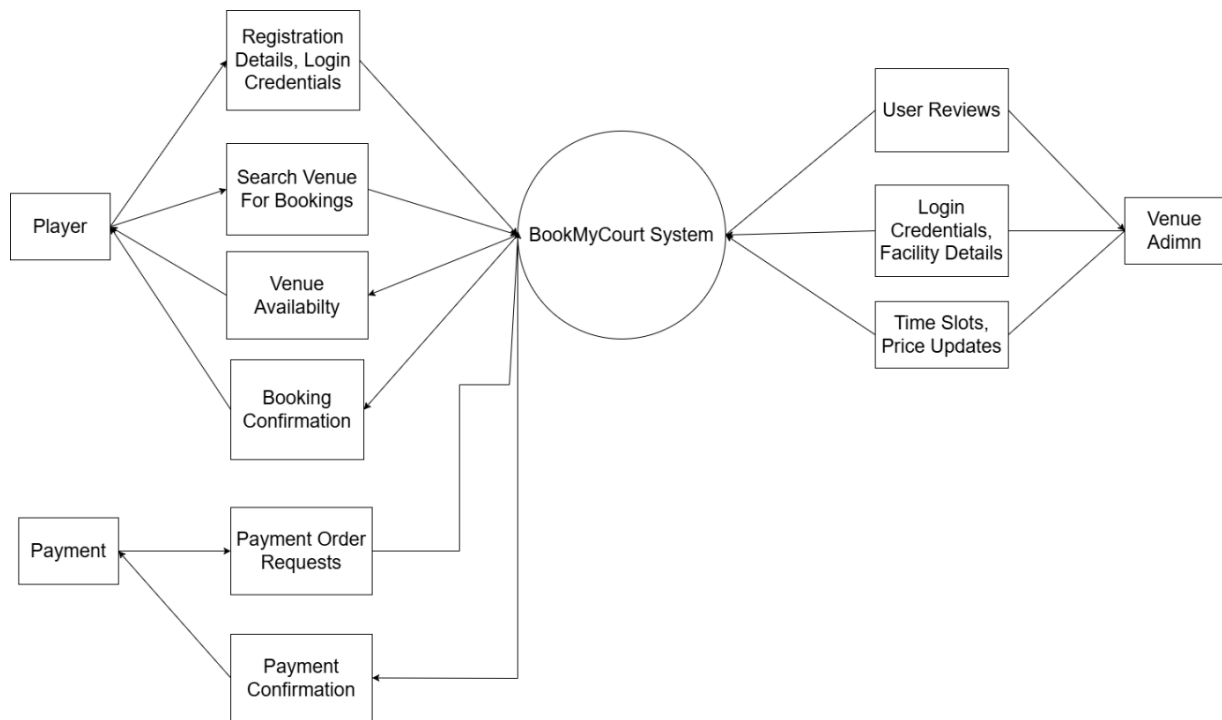 Registration
Details, Login
Credentials
Search Venue
For Bookings
Player
Venue
Availabilty
Booking
Confirmation
Payment
Payment Order
Requests
Payment
Confirmation
BookMyCourt System
User Reviews
Login
Credentials,
Facility Details
Time Slots,
Price Updates
Venue
Adimn